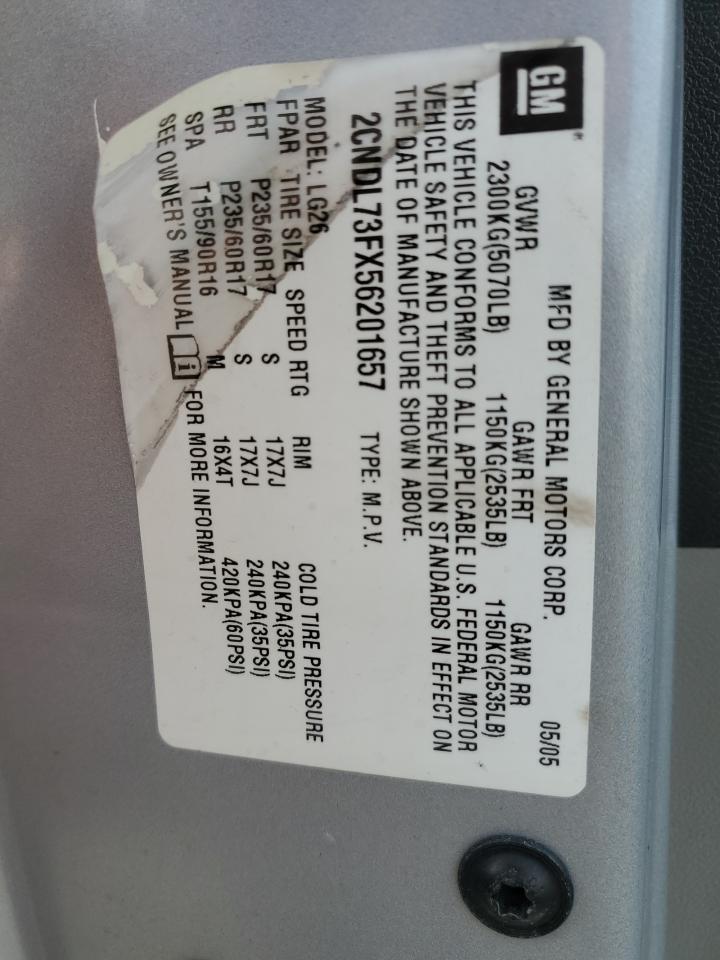 GM
MFD BY GENERAL MOTORS CORP. 05/05
GVWR GAWR FRT GAWR RR
2300KG(5070LB) 1150KG(2535LB) 1150KG(2535LB)
THIS VEHICLE CONFORMS TO ALL APPLICABLE U.S. FEDERAL MOTOR
VEHICLE SAFETY AND THEFT PREVENTION STANDARDS IN EFFECT ON
THE DATE OF MANUFACTURE SHOWN ABOVE.
2CNDL73FX56201657 TYPE: M.P.V.
MODEL: LG26
FPAR TIRE SIZE SPEED RTG RIM COLD TIRE PRESSURE
FRT P235/60R17 S 17X7J 240KPA(35PSI)
RR P235/60R17 S 17X7J 240KPA(35PSI)
SPA T155/90R16 M 16X4T 420KPA(60PSI)
SEE OWNER'S MANUAL i FOR MORE INFORMATION.